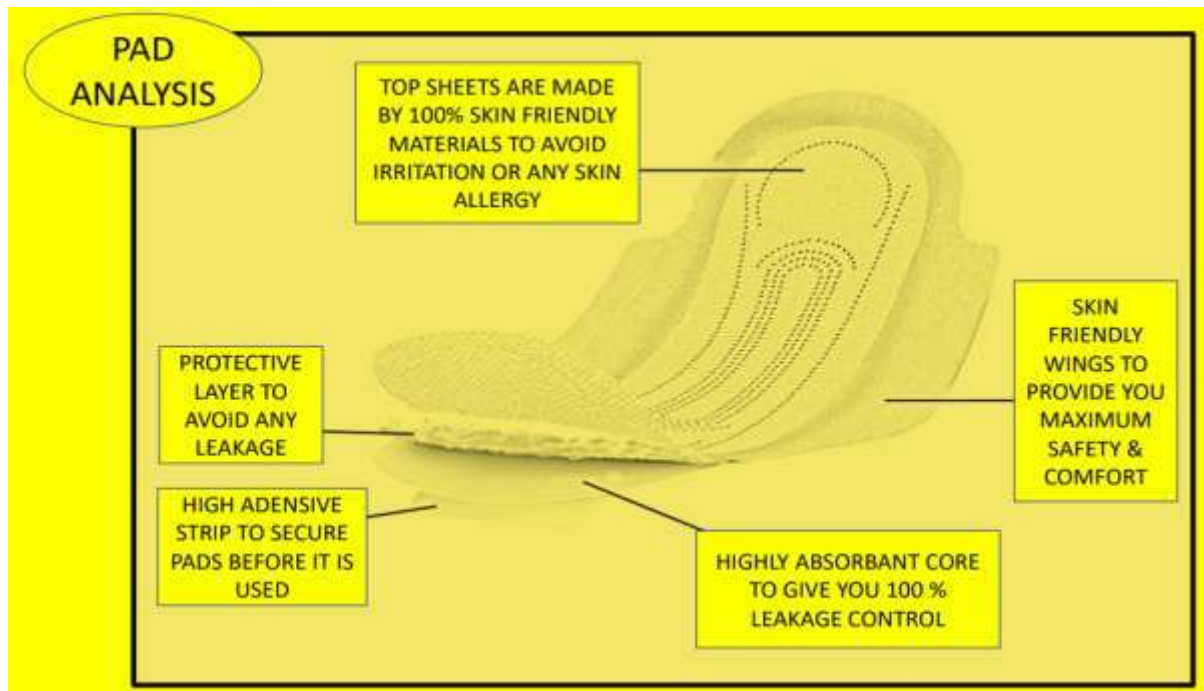 PAD
ANALYSIS
TOP SHEETS ARE MADE
BY 100% SKIN FRIENDLY
MATERIALS TO AVOID
IRRITATION OR ANY SKIN
ALLERGY
SKIN
FRIENDLY
WINGS TO
PROVIDE YOU
MAXIMUM
SAFETY &
COMFORT
PROTECTIVE
LAYER TO
AVOID ANY
LEAKAGE
HIGH ADENSIVE
STRIP TO SECURE
PADS BEFORE IT IS
USED
HIGHLY ABSORBANT CORE
TO GIVE YOU 100 %
LEAKAGE CONTROL